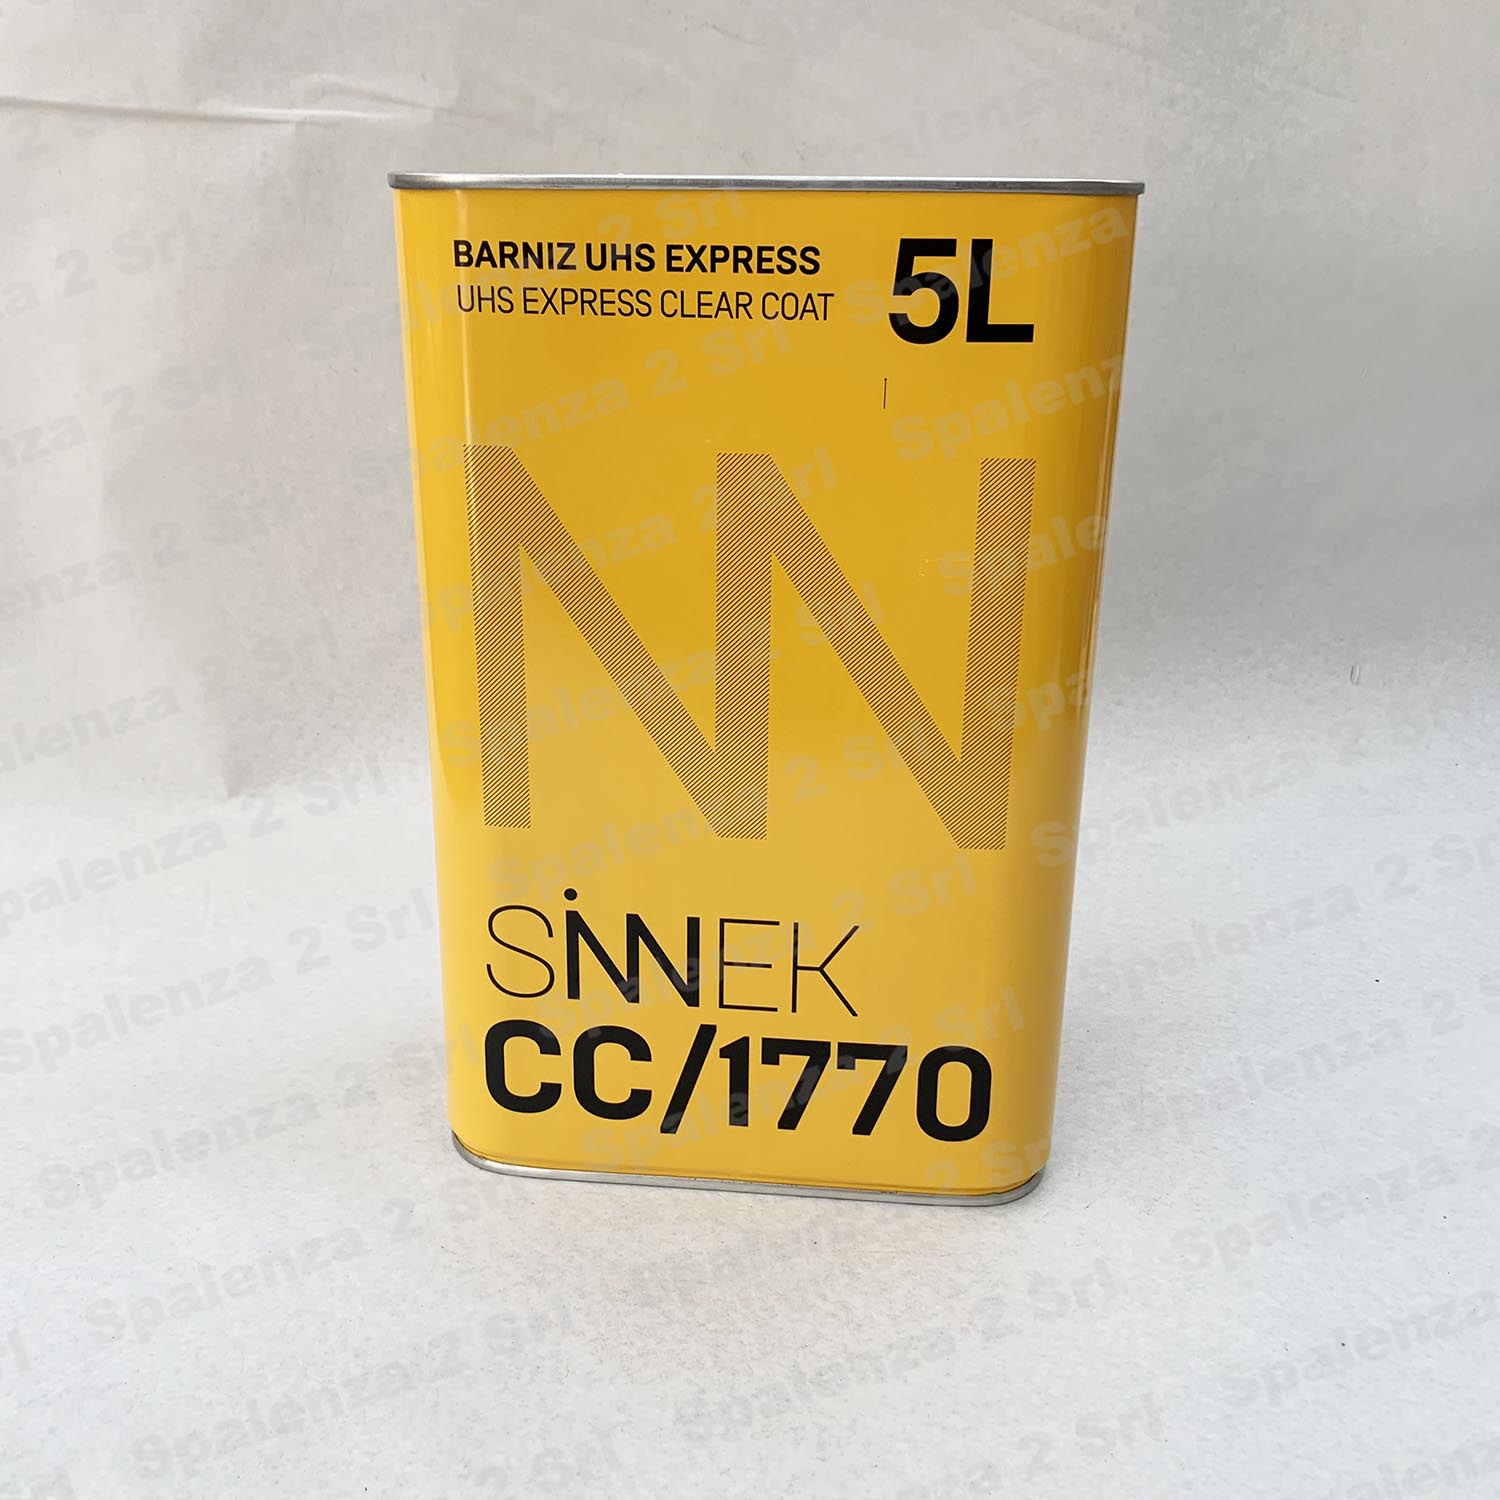 BARNIZ UHS EXPRESS
UHS EXPRESS CLEAR COAT
5L
SINNEK
CC/1770
Spalenza 2 Srl